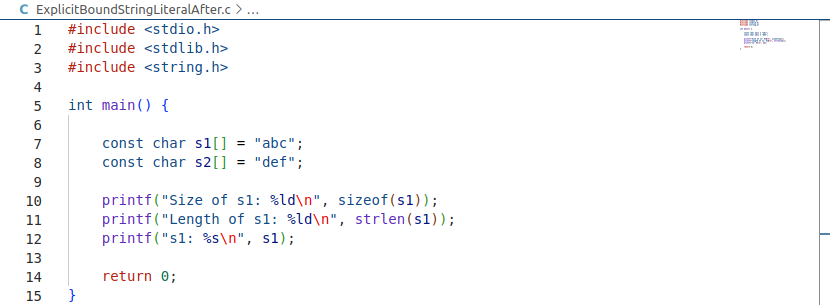 C ExplicitBoundStringLiteralAfter.c > ...
1 #include <stdio.h>
2 #include <stdlib.h>
3 #include <string.h>
4
5 int main() {
6
7     const char s1[] = "abc";
8     const char s2[] = "def";
9
10     printf("Size of s1: %ld\n", sizeof(s1));
11     printf("Length of s1: %ld\n", strlen(s1));
12     printf("s1: %s\n", s1);
13
14     return 0;
15 }